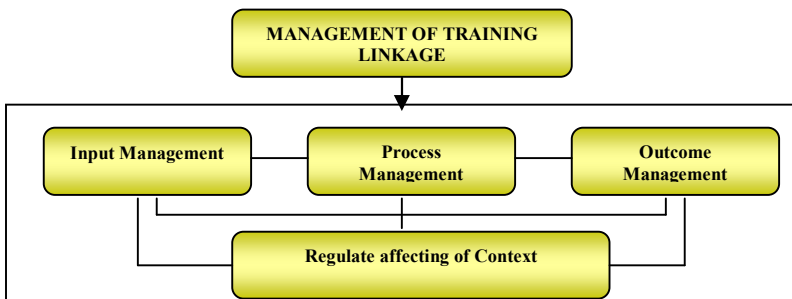 MANAGEMENT OF TRAINING
LINKAGE
Input Management
Process
Management
Outcome
Management
Regulate affecting of Context